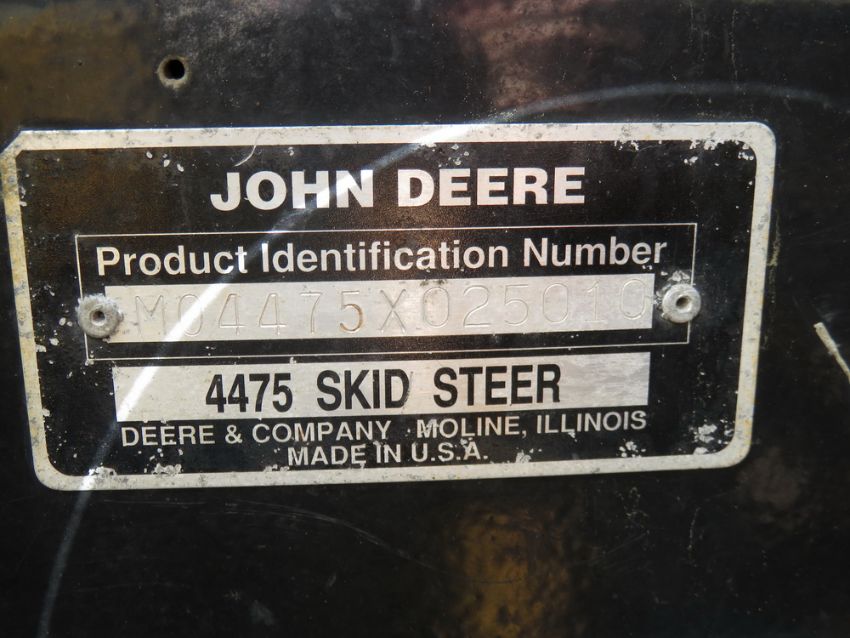 JOHN DEERE
Product Identification Number
M04475X025010
4475 SKID STEER
DEERE & COMPANY MOLINE, ILLINOIS
MADE IN U.S.A.